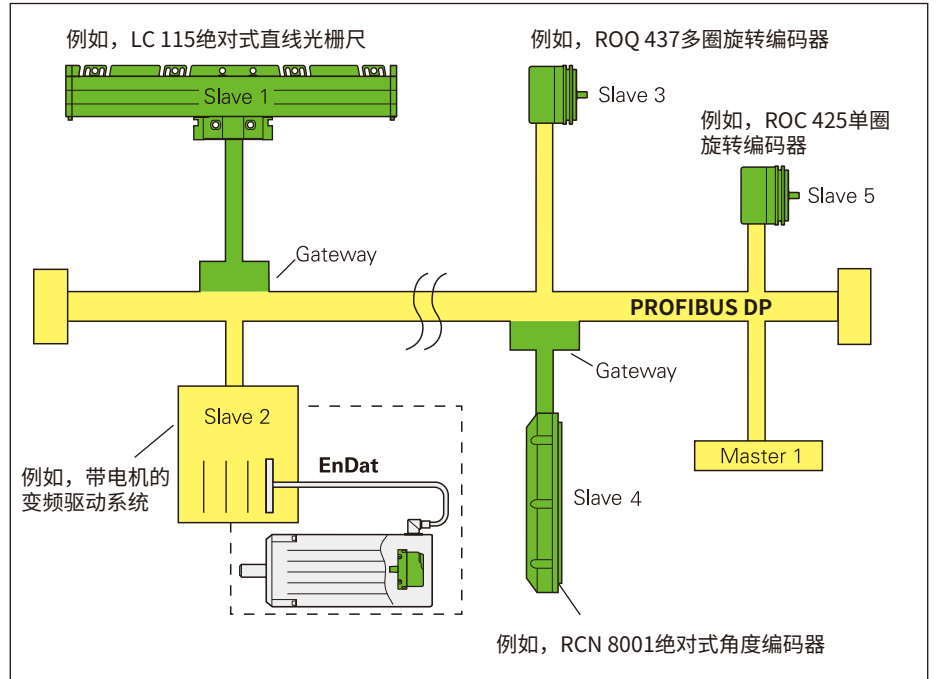 例如，LC 115绝对式直线光栅尺
例如，ROQ 437多圈旋转编码器
Slave 1
Slave 3
例如，ROC 425单圈
旋转编码器
Slave 5
Gateway
PROFIBUS DP
Gateway
Slave 2
EnDat
Master 1
例如，带电机的
变频驱动系统
Slave 4
例如，RCN 8001绝对式角度编码器